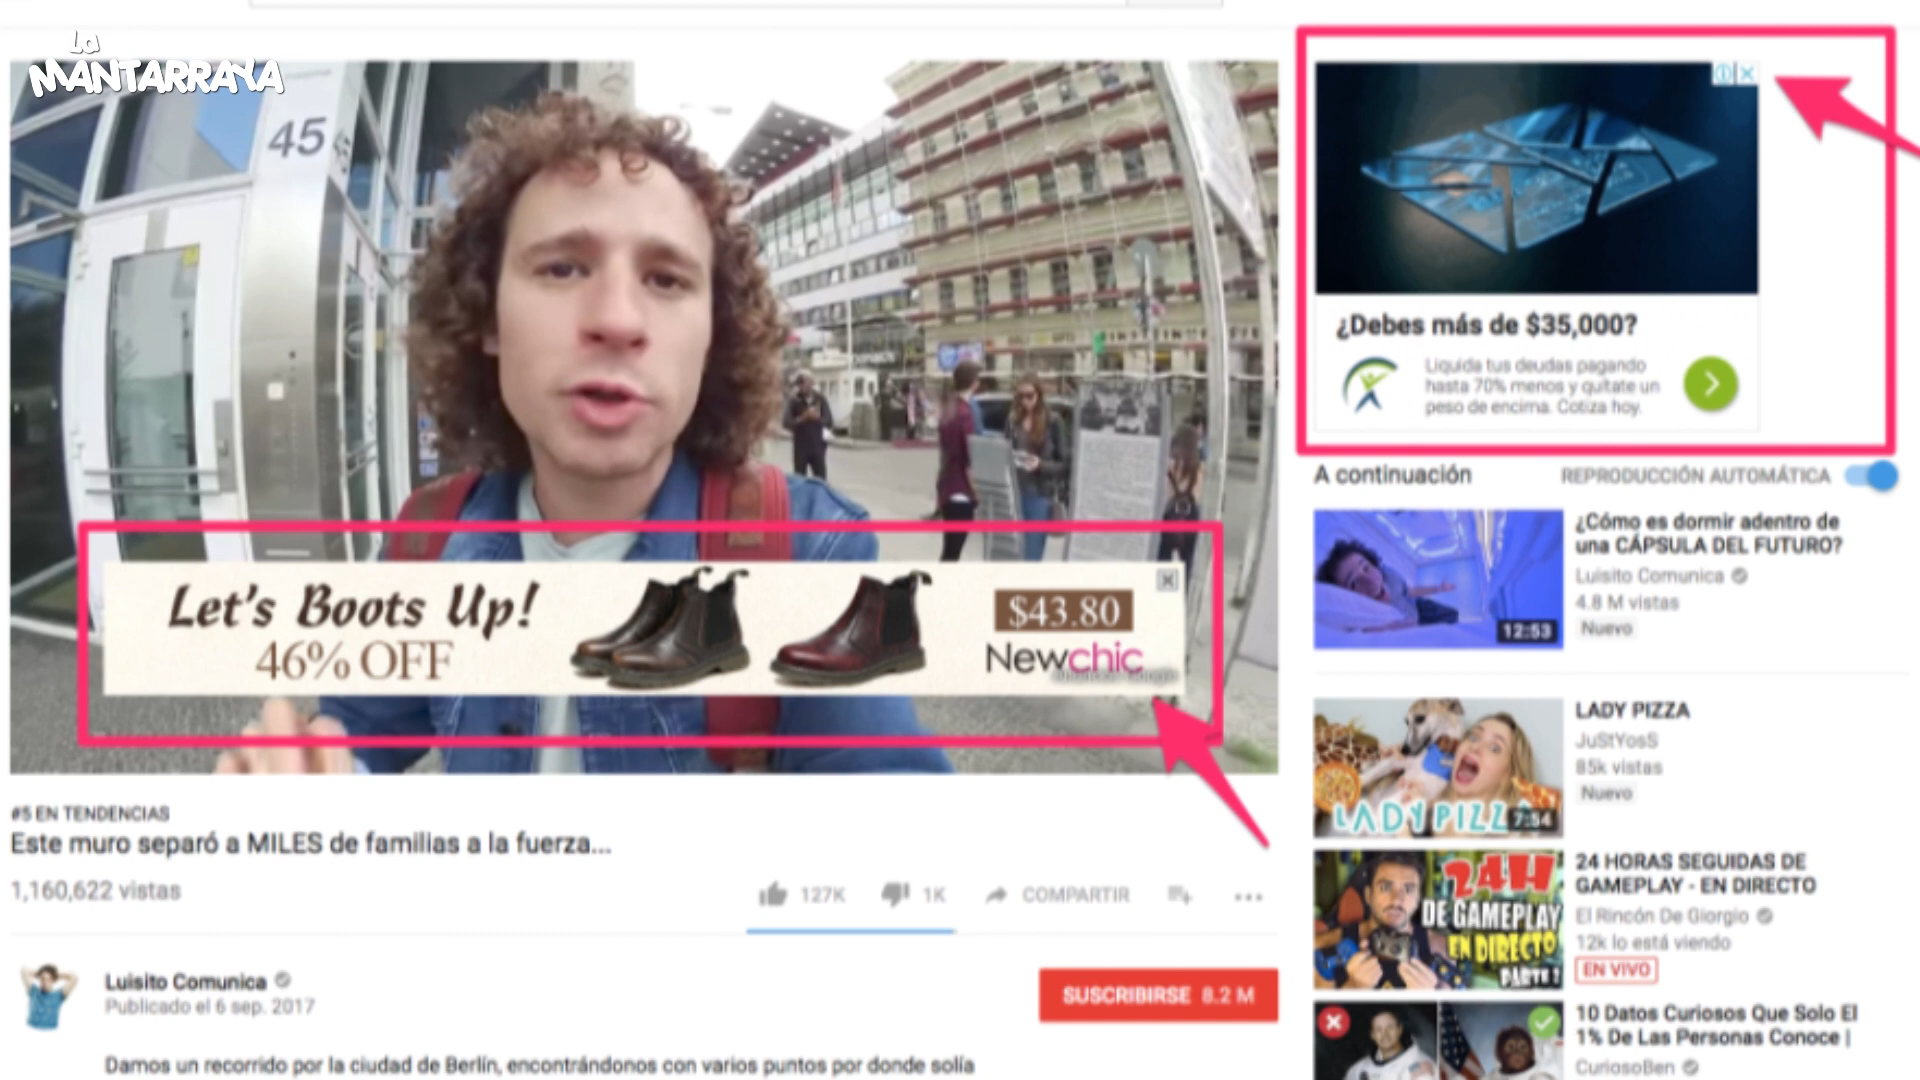 La
MANTARRAYA
45
Let's Boots Up!
46% OFF
$43.80
Newchic
#5 EN TENDENCIAS
Este muro separó a MILES de familias a la fuerza...
1,160,622 vistas
127K
1K
COMPARTIR
Luisito Comunica
Publicado el 6 sep. 2017
SUSCRIBIRSE 8.2 M
Damos un recorrido por la ciudad de Berlín, encontrándonos con varios puntos por donde solía
¿Debes más de $35,000?
Liquida tus deudas pagando
hasta 70% menos y quítate un
peso de encima. Cotiza hoy.
A continuación
REPRODUCCIÓN AUTOMÁTICA
12:53
¿Cómo es dormir adentro de
una CÁPSULA DEL FUTURO?
Luisito Comunica
4.8 M vistas
Nuevo
LADY PIZZ
7:54
LADY PIZZA
JuStYosS
85k vistas
Nuevo
24H
DE GAMEPLAY
EN DIRECTO
PARTE 2
24 HORAS SEGUIDAS DE
GAMEPLAY - EN DIRECTO
El Rincón De Giorgio
12k lo está viendo
EN VIVO
10 Datos Curiosos Que Solo El
1% De Las Personas Conoce |
CuriosoBen